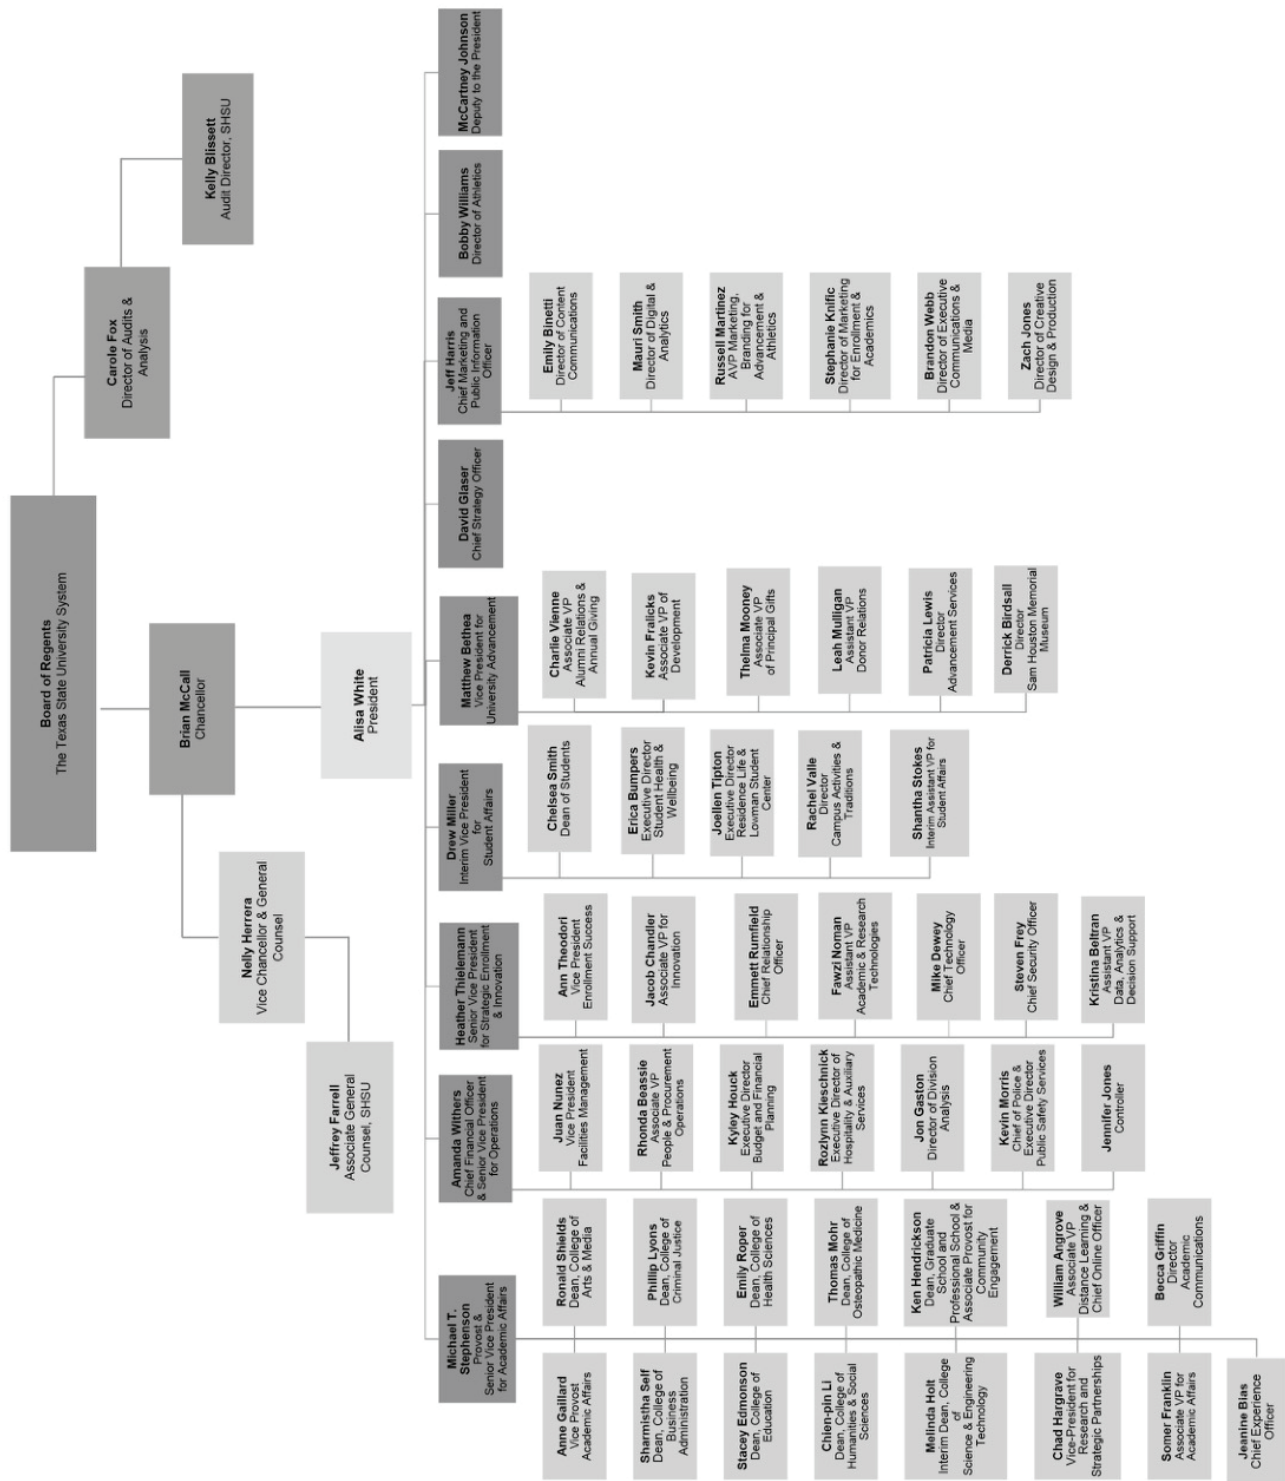 Board of Regents
The Texas State University System
Carole Fox
Director of Audits &
Analysis
Kelly Blissett
Audit Director, SHSU
Brian McCall
Chancellor
Nelly Herrera
Vice Chancellor & General
Counsel
Jeffrey Farrell
Associate General
Counsel, SHSU
Alisa White
President
Michael T.
Stephenson
Provost &
Senior Vice President
for Academic Affairs
Anne Gaillard
Vice Provost
Academic Affairs
Ronald Shields
Dean, College of
Arts & Media
Sharmistha Self
Dean, College of
Business
Administration
Phillip Lyons
Dean, College of
Criminal Justice
Stacey Edmonson
Dean, College of
Education
Emily Roper
Dean, College of
Health Sciences
Chien-pin Li
Dean, College of
Humanities & Social
Sciences
Thomas Mohr
Dean, College of
Osteopathic Medicine
Melinda Holt
Interim Dean, College
of
Science & Engineering
Technology
Ken Hendrickson
Dean, Graduate
School and
Professional School &
Associate Provost for
Community
Engagement
Chad Hargrave
Vice-President for
Research and
Strategic Partnerships
William Angrove
Associate VP
Distance Learning &
Chief Online Officer
Somer Franklin
Associate VP for
Academic Affairs
Becca Griffin
Director
Academic
Communications
Jeanine Bias
Chief Experience
Officer
Amanda Withers
Chief Financial Officer
& Senior Vice President
for Operations
Juan Nunez
Vice President
Facilities Management
Rhonda Beassie
Associate VP
People & Procurement
Operations
Kyley Houck
Executive Director
Budget and Financial
Planning
Rozlynn Kieschnick
Executive Director of
Hospitality & Auxiliary
Services
Jon Gaston
Director of Division
Analysis
Kevin Morris
Chief of Police &
Executive Director
Public Safety Services
Jennifer Jones
Controller
Heather Thielemann
Senior Vice President
for Strategic Enrollment
& Innovation
Ann Theodori
Vice President
Enrollment Success
Jacob Chandler
Associate VP for
Innovation
Emmett Rumfield
Chief Relationship
Officer
Fawzi Noman
Assistant VP
Academic & Research
Technologies
Mike Dewey
Chief Technology
Officer
Steven Frey
Chief Security Officer
Kristina Beltran
Assistant VP
Data, Analytics &
Decision Support
Drew Miller
Interim Vice President
for
Student Affairs
Chelsea Smith
Dean of Students
Erica Bumpers
Executive Director
Student Health &
Wellbeing
Joellen Tipton
Executive Director
Residence Life &
Lowman Student
Center
Rachel Valle
Director
Campus Activities &
Traditions
Shantha Stokes
Interim Assistant VP for
Student Affairs
Matthew Bethea
Vice President for
University Advancement
Charlie Vienne
Associate VP
Alumni Relations &
Annual Giving
Kevin Fralicks
Associate VP of
Development
Thelma Mooney
Associate VP
of Principal Gifts
Leah Mulligan
Assistant VP
Donor Relations
Patricia Lewis
Director
Advancement Services
Derrick Birdsall
Director
Sam Houston Memorial
Museum
David Glaser
Chief Strategy Officer
Jeff Harris
Chief Marketing and
Public Information
Officer
Emily Binetti
Director of Content
Communications
Mauri Smith
Director of Digital &
Analytics
Russell Martinez
AVP Marketing,
Branding for
Advancement &
Athletics
Stephanie Knific
Director of Marketing
for Enrollment &
Academics
Brandon Webb
Director of Executive
Communications &
Media
Zach Jones
Director of Creative
Design & Production
Bobby Williams
Director of Athletics
McCartney Johnson
Deputy to the President